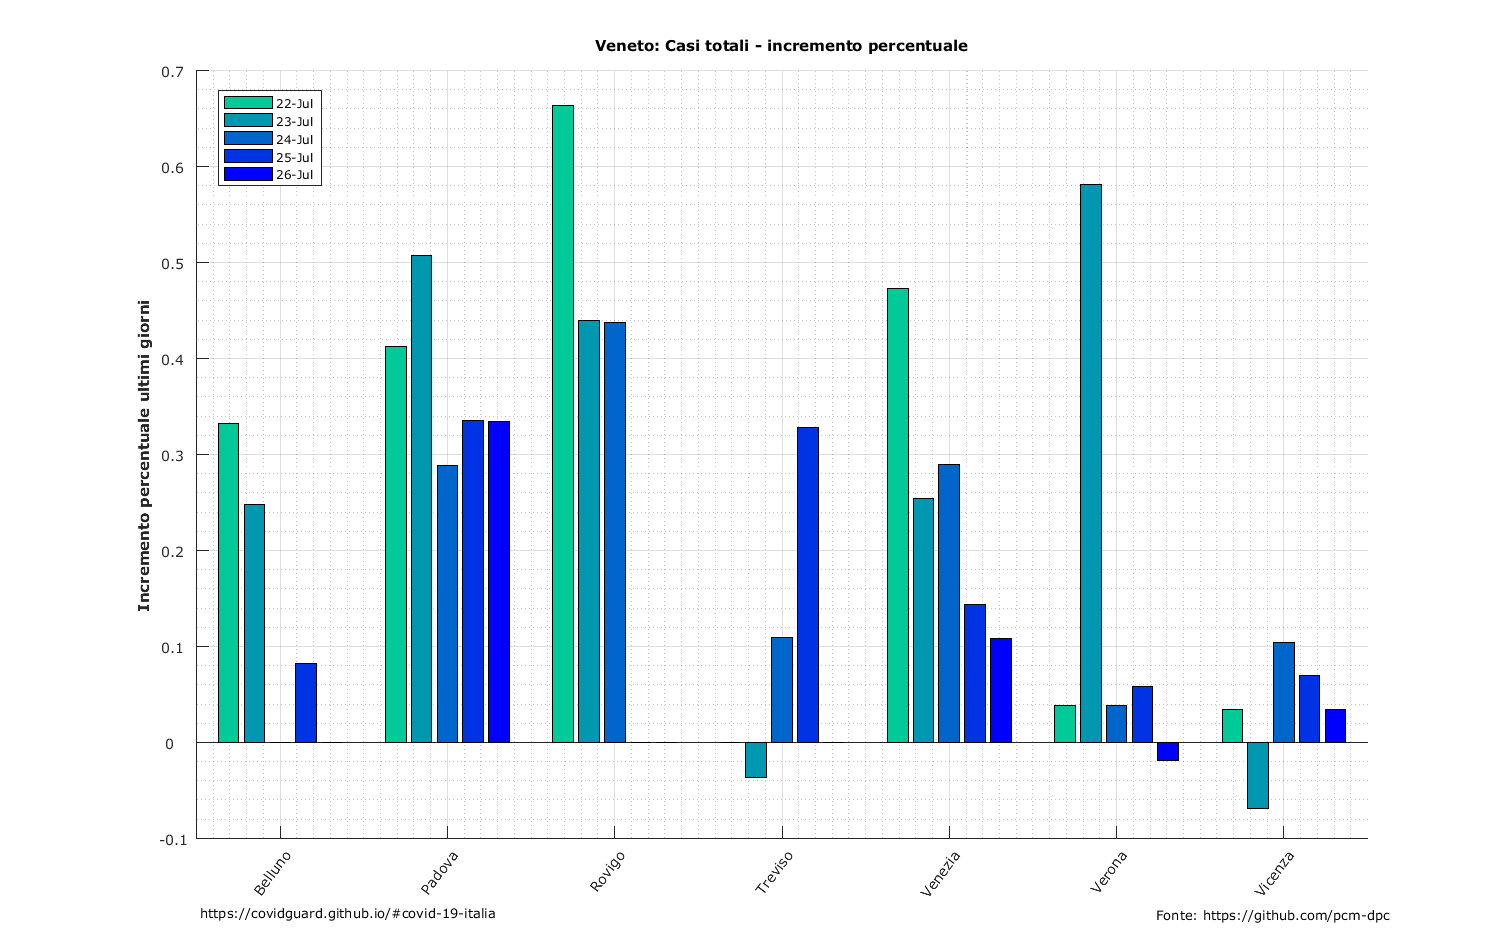 Veneto: Casi totali - incremento percentuale
22-Jul
23-Jul
24-Jul
25-Jul
26-Jul
Incremento percentuale ultimi giorni
0.7
0.6
0.5
0.4
0.3
0.2
0.1
0
-0.1
Belluno
Padova
Rovigo
Treviso
Venezia
Verona
Vicenza
https://covidguard.github.io/#covid-19-italia
Fonte: https://github.com/pcm-dpc